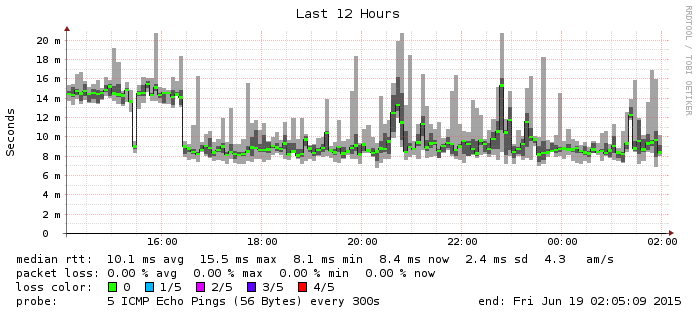 Last 12 Hours
RRDTOOL / TOBI OETIKER
Seconds
20 m
18 m
16 m
14 m
12 m
10 m
8 m
6 m
4 m
2 m
0
16:00 18:00 20:00 22:00 00:00 02:00
median rtt: 10.1 ms avg 15.5 ms max 8.1 ms min 8.4 ms now 2.4 ms sd 4.3 am/s
packet loss: 0.00 % avg 0.00 % max 0.00 % min 0.00 % now
loss color: 0 1/5 2/5 3/5 4/5
probe: 5 ICMP Echo Pings (56 Bytes) every 300s end: Fri Jun 19 02:05:09 2015